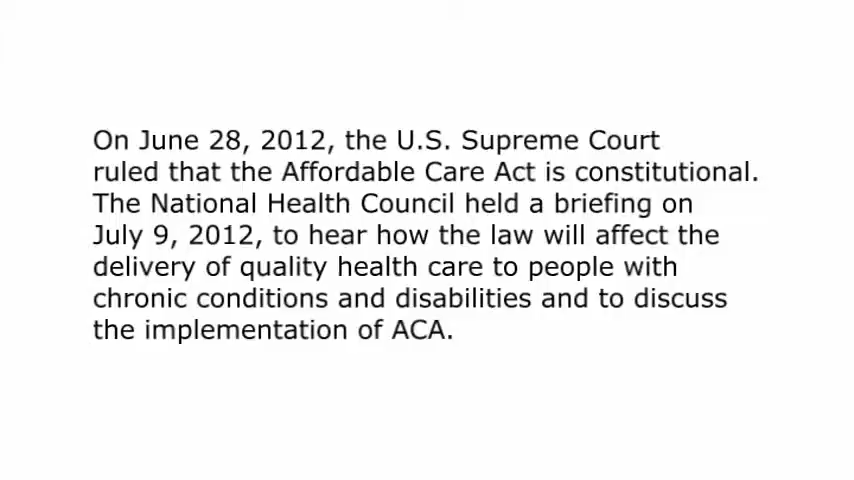 On June 28, 2012, the U.S. Supreme Court
ruled that the Affordable Care Act is constitutional.
The National Health Council held a briefing on
July 9, 2012, to hear how the law will affect the
delivery of quality health care to people with
chronic conditions and disabilities and to discuss
the implementation of ACA.